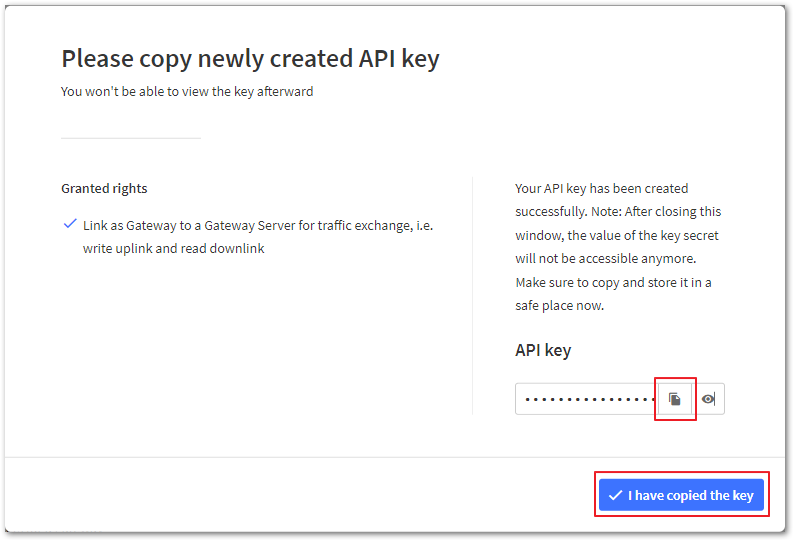 Please copy newly created API key
You won't be able to view the key afterward
Granted rights
Link as Gateway to a Gateway Server for traffic exchange, i.e.
write uplink and read downlink
Your API key has been created
successfully. Note: After closing this
window, the value of the key secret
will not be accessible anymore.
Make sure to copy and store it in a
safe place now.
API key
I have copied the key